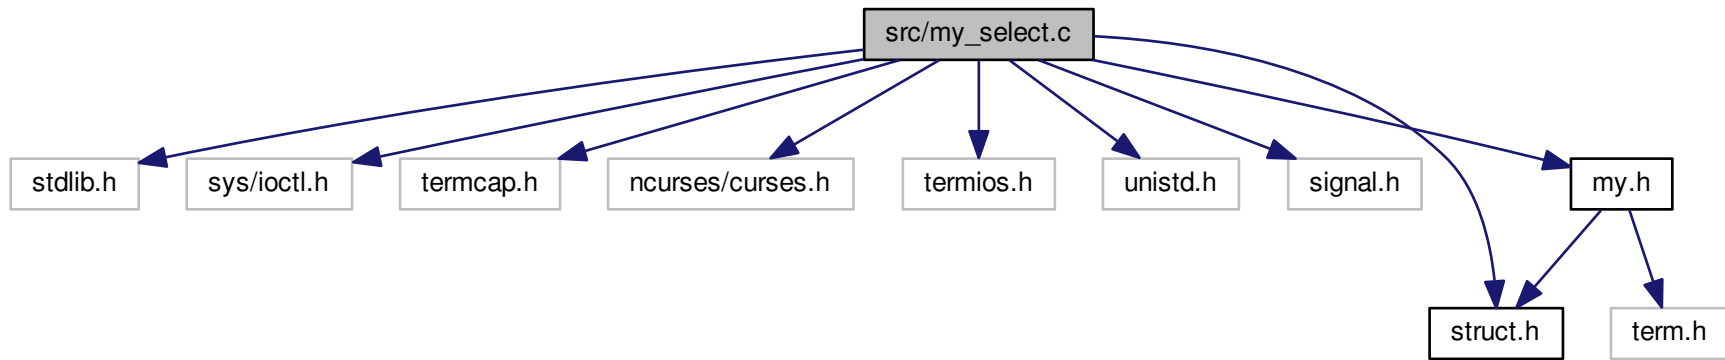 src/my_select.c
stdlib.h
sys/ioctl.h
termcap.h
ncurses/curses.h
termios.h
unistd.h
signal.h
my.h
struct.h
term.h